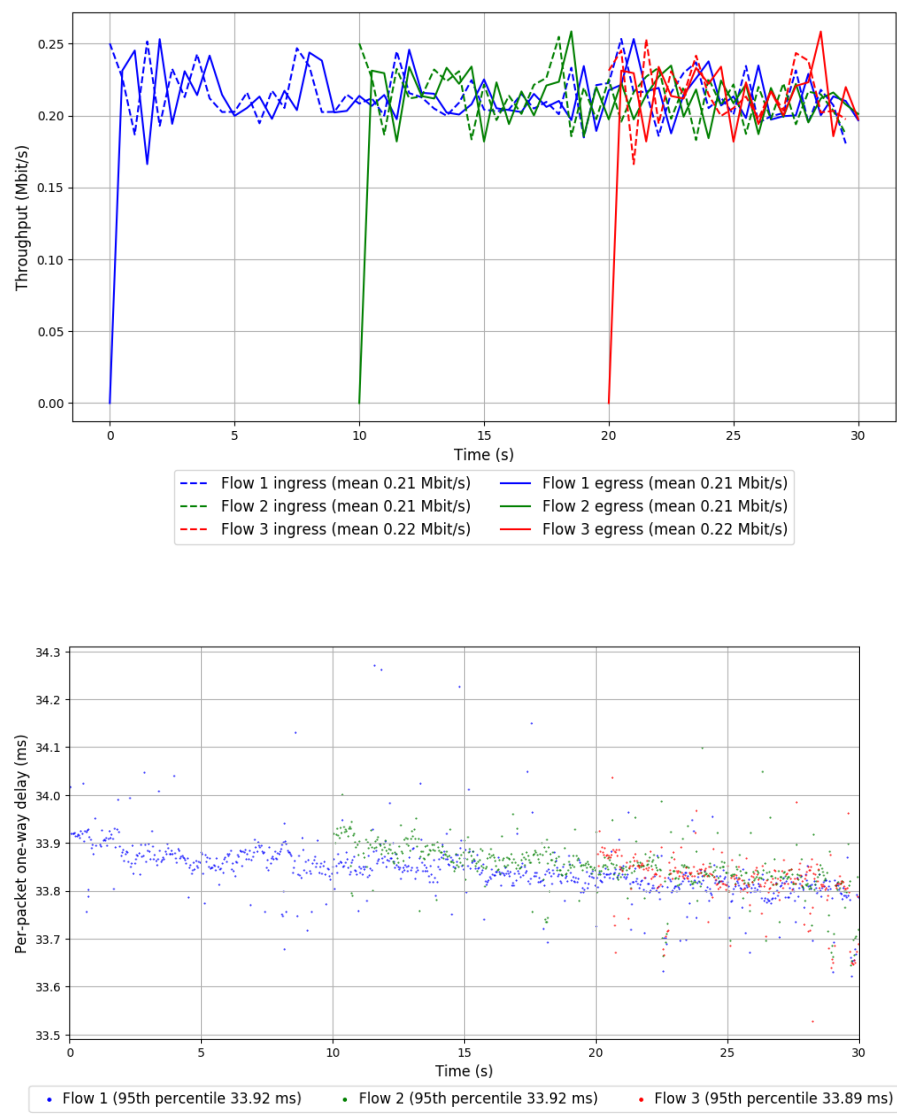 0.25
0.20
0.15
0.10
0.05
0.00
Throughput (Mbit/s)
0 5 10 15 20 25 30
Time (s)
Flow 1 ingress (mean 0.21 Mbit/s) Flow 1 egress (mean 0.21 Mbit/s)
Flow 2 ingress (mean 0.21 Mbit/s) Flow 2 egress (mean 0.21 Mbit/s)
Flow 3 ingress (mean 0.22 Mbit/s) Flow 3 egress (mean 0.22 Mbit/s)
34.3
34.2
34.1
34.0
33.9
33.8
33.7
33.6
33.5
Per-packet one-way delay (ms)
0 5 10 15 20 25 30
Time (s)
Flow 1 (95th percentile 33.92 ms) Flow 2 (95th percentile 33.92 ms) Flow 3 (95th percentile 33.89 ms)